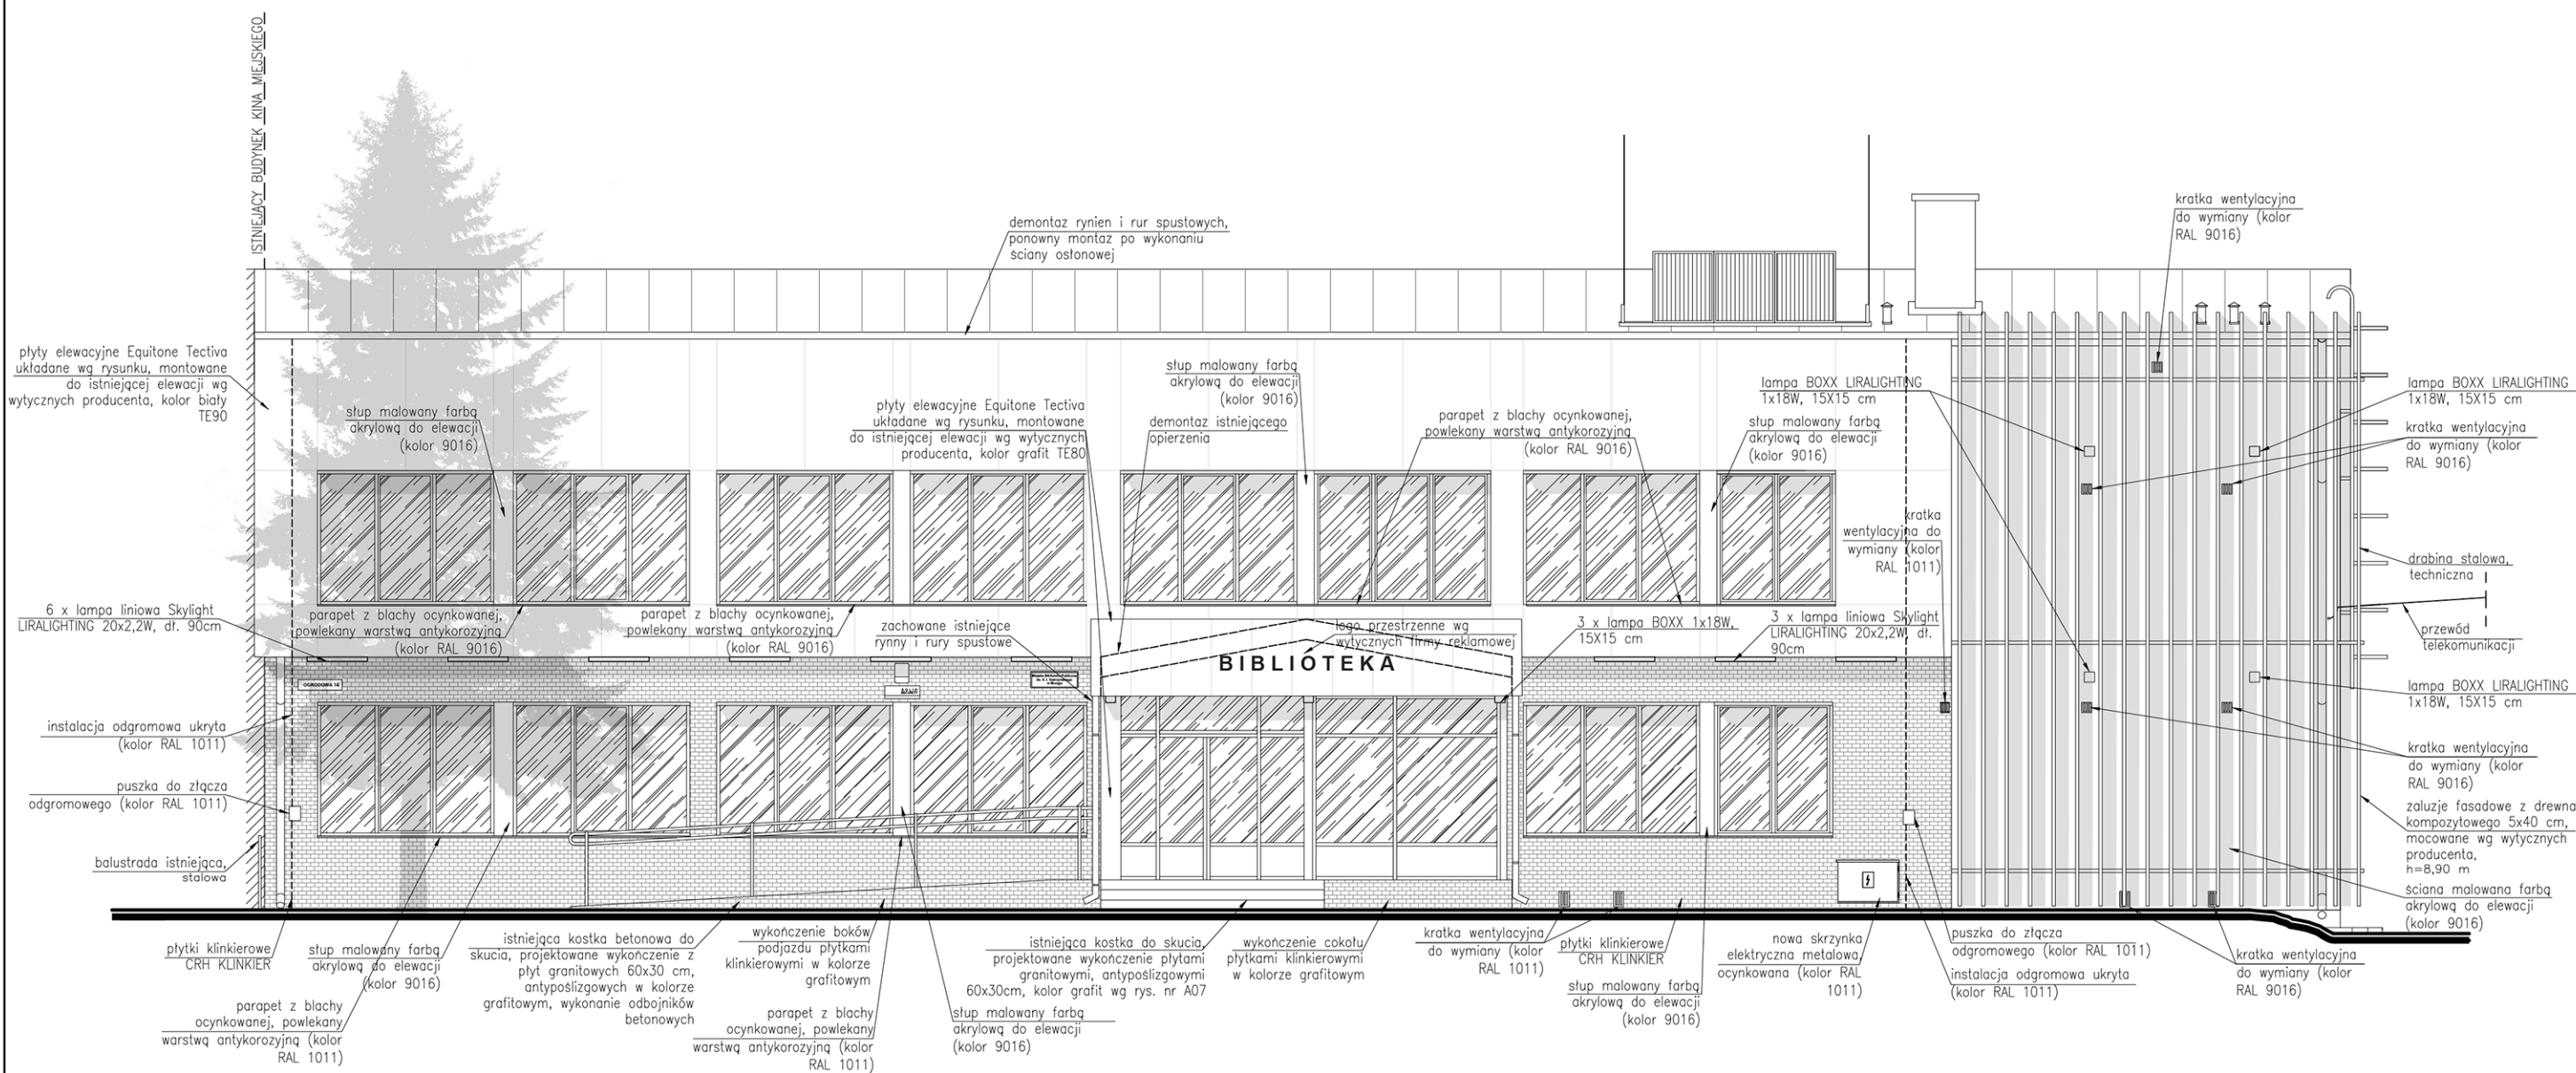 ISTNIEJĄCY BUDYNEK KINA MIEJSKIEGO
demontaz rynien i rur spustowych,
ponowny montaz po wykonaniu
ściany osłonowej
kratka wentylacyjna
do wymiany (kolor
RAL 9016)
płyty elewacyjne Equitone Tectiva
układane wg rysunku, montowane
do istniejącej elewacji wg
wytycznych producenta, kolor biały
TE90
słup malowany farbą
akrylową do elewacji
(kolor 9016)
płyty elewacyjne Equitone Tectiva
układane wg rysunku, montowane
do istniejącej elewacji wg wytycznych
producenta, kolor grafit TE80
słup malowany farbą
akrylową do elewacji
(kolor 9016)
demontaz istniejącego
opierzenia
parapet z blachy ocynkowanej,
powlekany warstwą antykorozyjną
(kolor RAL 9016)
słup malowany farbą
akrylową do elewacji
(kolor 9016)
lampa BOXX LIRALIGHTING
1x18W, 15X15 cm
lampa BOXX LIRALIGHTING
1x18W, 15X15 cm
kratka wentylacyjna
do wymiany (kolor
RAL 9016)
kratka
wentylacyjna do
wymiany (kolor
RAL 1011)
drabina stalowa,
techniczna
przewód
telekomunikacji
6 x lampa liniowa Skylight
LIRALIGHTING 20x2,2W, dł. 90cm
parapet z blachy ocynkowanej,
powlekany warstwą antykorozyjną
(kolor RAL 9016)
parapet z blachy ocynkowanej,
powlekany warstwą antykorozyjną
(kolor RAL 9016)
zachowane istniejące
rynny i rury spustowe
logo przestrzenne wg
wytycznych firmy reklamowej
BIBLIOTEKA
3 x lampa BOXX 1x18W,
15X15 cm
3 x lampa liniowa Skylight
LIRALIGHTING 20x2,2W, dł.
90cm
OGRODOWA 16
lampa BOXX LIRALIGHTING
1x18W, 15X15 cm
instalacja odgromowa ukryta
(kolor RAL 1011)
puszka do złącza
odgromowego (kolor RAL 1011)
balustrada istniejąca,
stalowa
kratka wentylacyjna
do wymiany (kolor
RAL 9016)
zaluzje fasadowe z drewna
kompozytowego 5x40 cm,
mocowane wg wytycznych
producenta,
h=8,90 m
ściana malowana farbą
akrylową do elewacji
(kolor 9016)
płytki klinkierowe
CRH KLINKIER
słup malowany farbą
akrylową do elewacji
(kolor 9016)
parapet z blachy
ocynkowanej, powlekany
warstwą antykorozyjną (kolor
RAL 1011)
istniejąca kostka betonowa do
skucia, projektowane wykończenie z
płyt granitowych 60x30 cm,
antypoślizgowych w kolorze
grafitowym, wykonanie odbojników
betonowych
wykończenie boków
podjazdu płytkami
klinkierowymi w kolorze
grafitowym
parapet z blachy
ocynkowanej, powlekany
warstwą antykorozyjną (kolor
RAL 1011)
słup malowany farbą
akrylową do elewacji
(kolor 9016)
istniejąca kostka do skucia,
projektowane wykończenie płytami
granitowymi, antypoślizgowymi
60x30cm, kolor grafit wg rys. nr A07
wykończenie cokołu
płytkami klinkierowymi
w kolorze grafitowym
kratka wentylacyjna
do wymiany (kolor
RAL 1011)
płytki klinkierowe
CRH KLINKIER
słup malowany farbą
akrylową do elewacji
(kolor 9016)
nowa skrzynka
elektryczna metalowa,
ocynkowana (kolor RAL
1011)
puszka do złącza
odgromowego (kolor RAL 1011)
instalacja odgromowa ukryta
(kolor RAL 1011)
kratka wentylacyjna
do wymiany (kolor
RAL 9016)